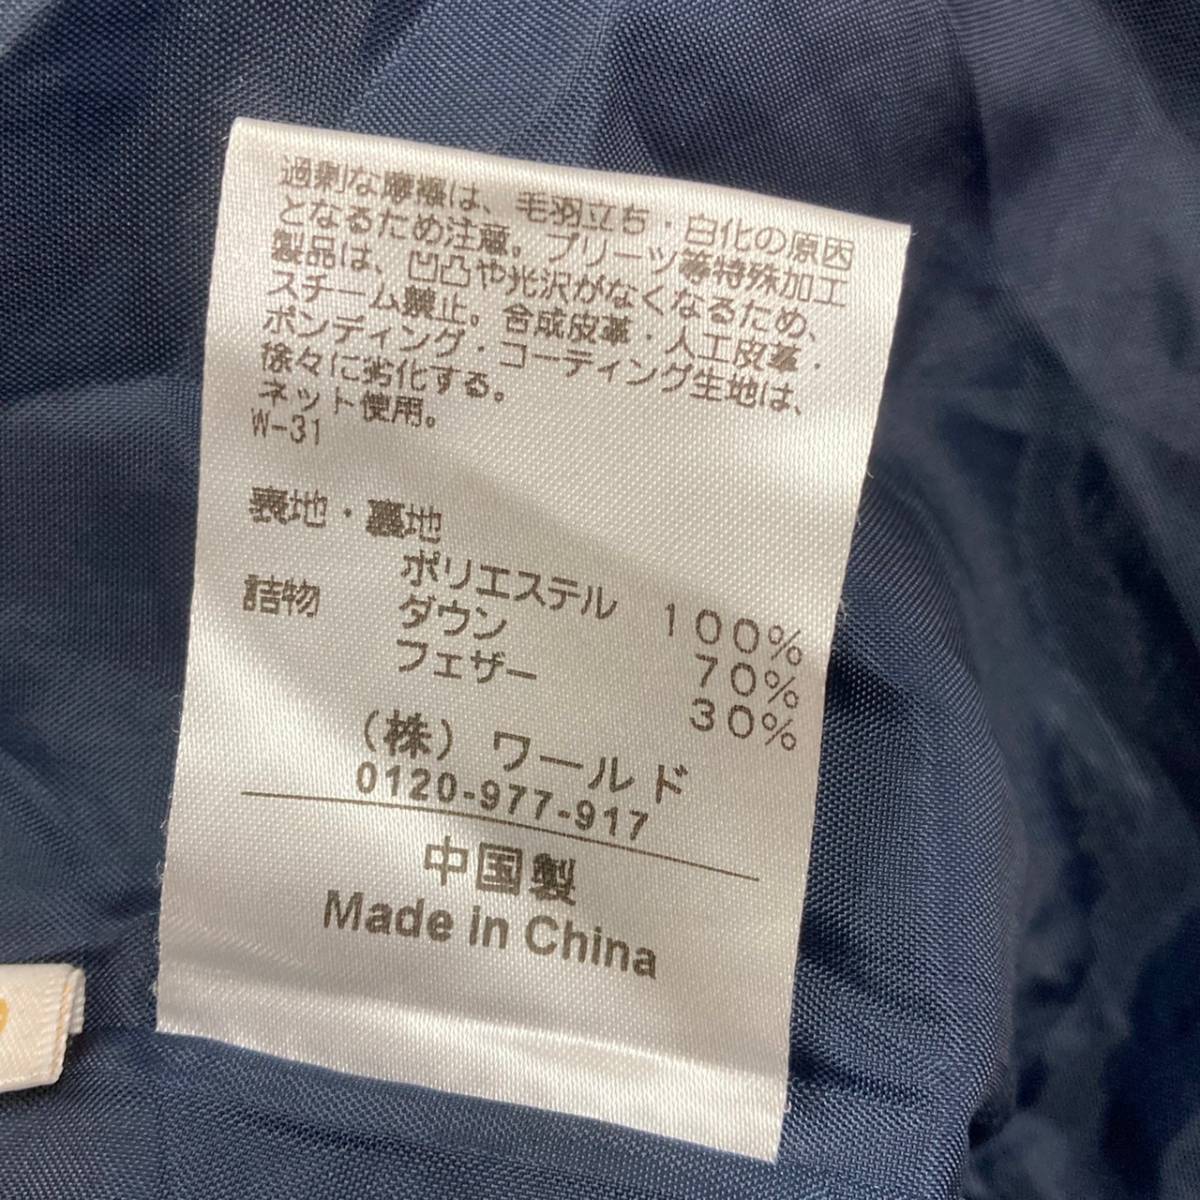 過剰な摩擦は、毛羽立ち・白化の原因
となるため注意。プリーツ等特殊加工
製品は、凹凸や光沢がなくなるため、
スチーム禁止。合成皮革・人工皮革・
ボンディング・コーティング生地は、
徐々に劣化する。
ネット使用。
W-31
表地・裏地
ポリエステル 100%
詰物 ダウン 70%
フェザー 30%
(株) ワールド
0120-977-917
中国製
Made in China